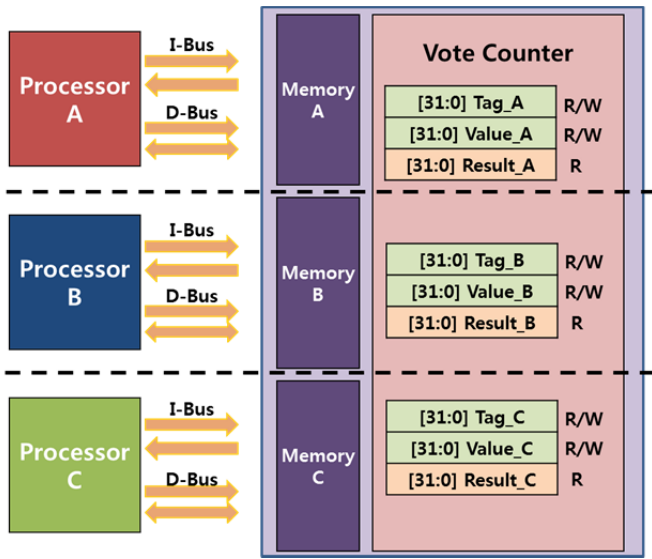 Vote Counter
Processor
A
I-Bus
D-Bus
Memory
A
[31:0] Tag_A R/W
[31:0] Value_A R/W
[31:0] Result_A R
Processor
B
I-Bus
D-Bus
Memory
B
[31:0] Tag_B R/W
[31:0] Value_B R/W
[31:0] Result_B R
Processor
C
I-Bus
D-Bus
Memory
C
[31:0] Tag_C R/W
[31:0] Value_C R/W
[31:0] Result_C R